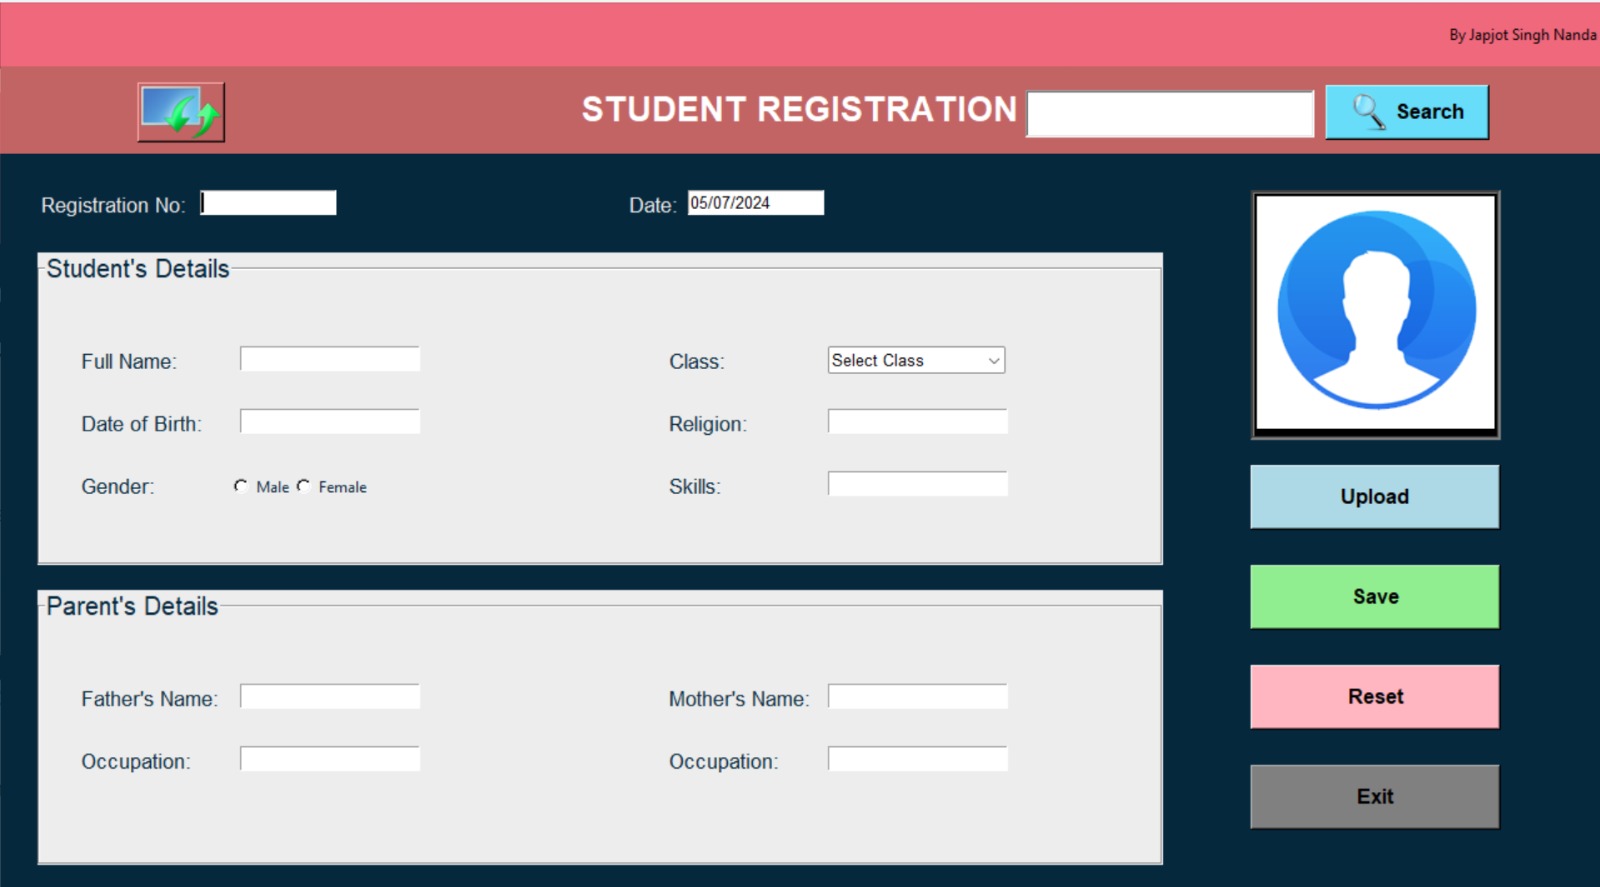 By Japjot Singh Nanda
STUDENT REGISTRATION Search
Registration No: Date: 05/07/2024
Student's Details
Full Name: Class: Select Class
Date of Birth: Religion:
Gender: Male Female Skills:
Upload
Save
Parent's Details
Father's Name: Mother's Name:
Reset
Occupation: Occupation:
Exit